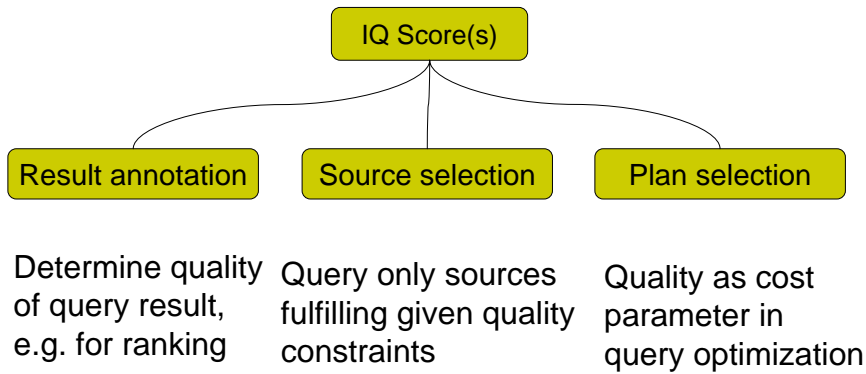 IQ Score(s)
Result annotation
Source selection
Plan selection
Determine quality
of query result,
e.g. for ranking
Query only sources
fulfilling given quality
constraints
Quality as cost
parameter in
query optimization